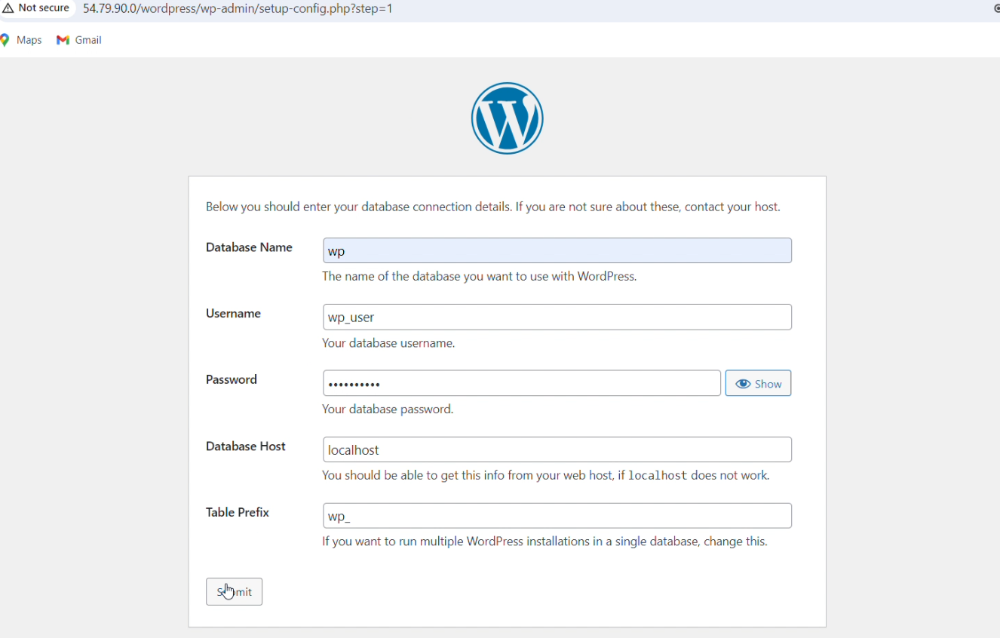 Not secure 54.79.90.0/wordpress/wp-admin/setup-config.php?step=1
Maps Gmail
Below you should enter your database connection details. If you are not sure about these, contact your host.
Database Name wp
The name of the database you want to use with WordPress.
Username wp_user
Your database username.
Password •••••••••• Show
Your database password.
Database Host localhost
You should be able to get this info from your web host, if localhost does not work.
Table Prefix wp_
If you want to run multiple WordPress installations in a single database, change this.